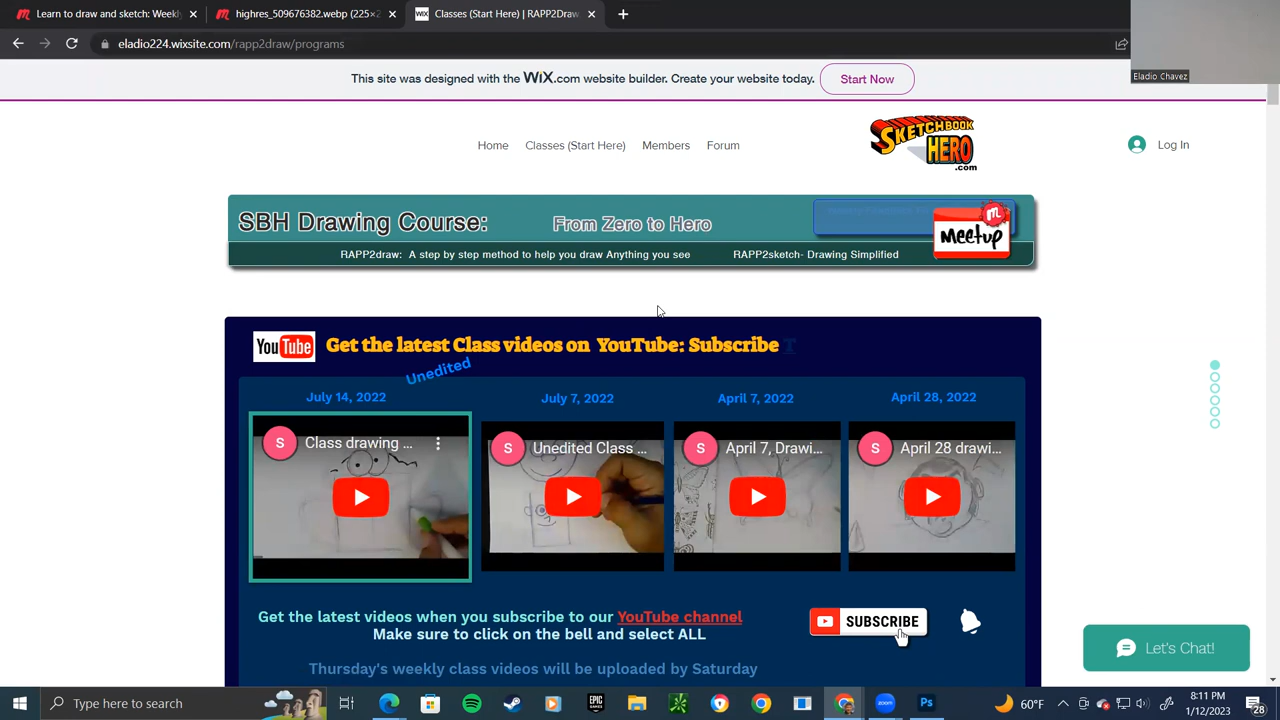 Learn to draw and sketch: Weekly
highres_509676382.webp (225×2
WiX Classes (Start Here) | RAPP2Draw
eladio224.wixsite.com/rapp2draw/programs
Eladio Chavez
This site was designed with the WiX.com website builder. Create your website today. Start Now
SKETCHBOOK HERO .com
Home Classes (Start Here) Members Forum
Log In
SBH Drawing Course: From Zero to Hero
Meetup
RAPP2draw: A step by step method to help you draw Anything you see RAPP2sketch- Drawing Simplified
YouTube Get the latest Class videos on YouTube: Subscribe T
Unedited
July 14, 2022 July 7, 2022 April 7, 2022 April 28, 2022
S Class drawing ...
S Unedited Class ...
S April 7, Drawi...
S April 28 drawi...
Get the latest videos when you subscribe to our YouTube channel
Make sure to click on the bell and select ALL
SUBSCRIBE
Let's Chat!
Thursday's weekly class videos will be uploaded by Saturday
Type here to search
EPIC GAMES
zoom
Ps
60°F
8:11 PM
1/12/2023
28